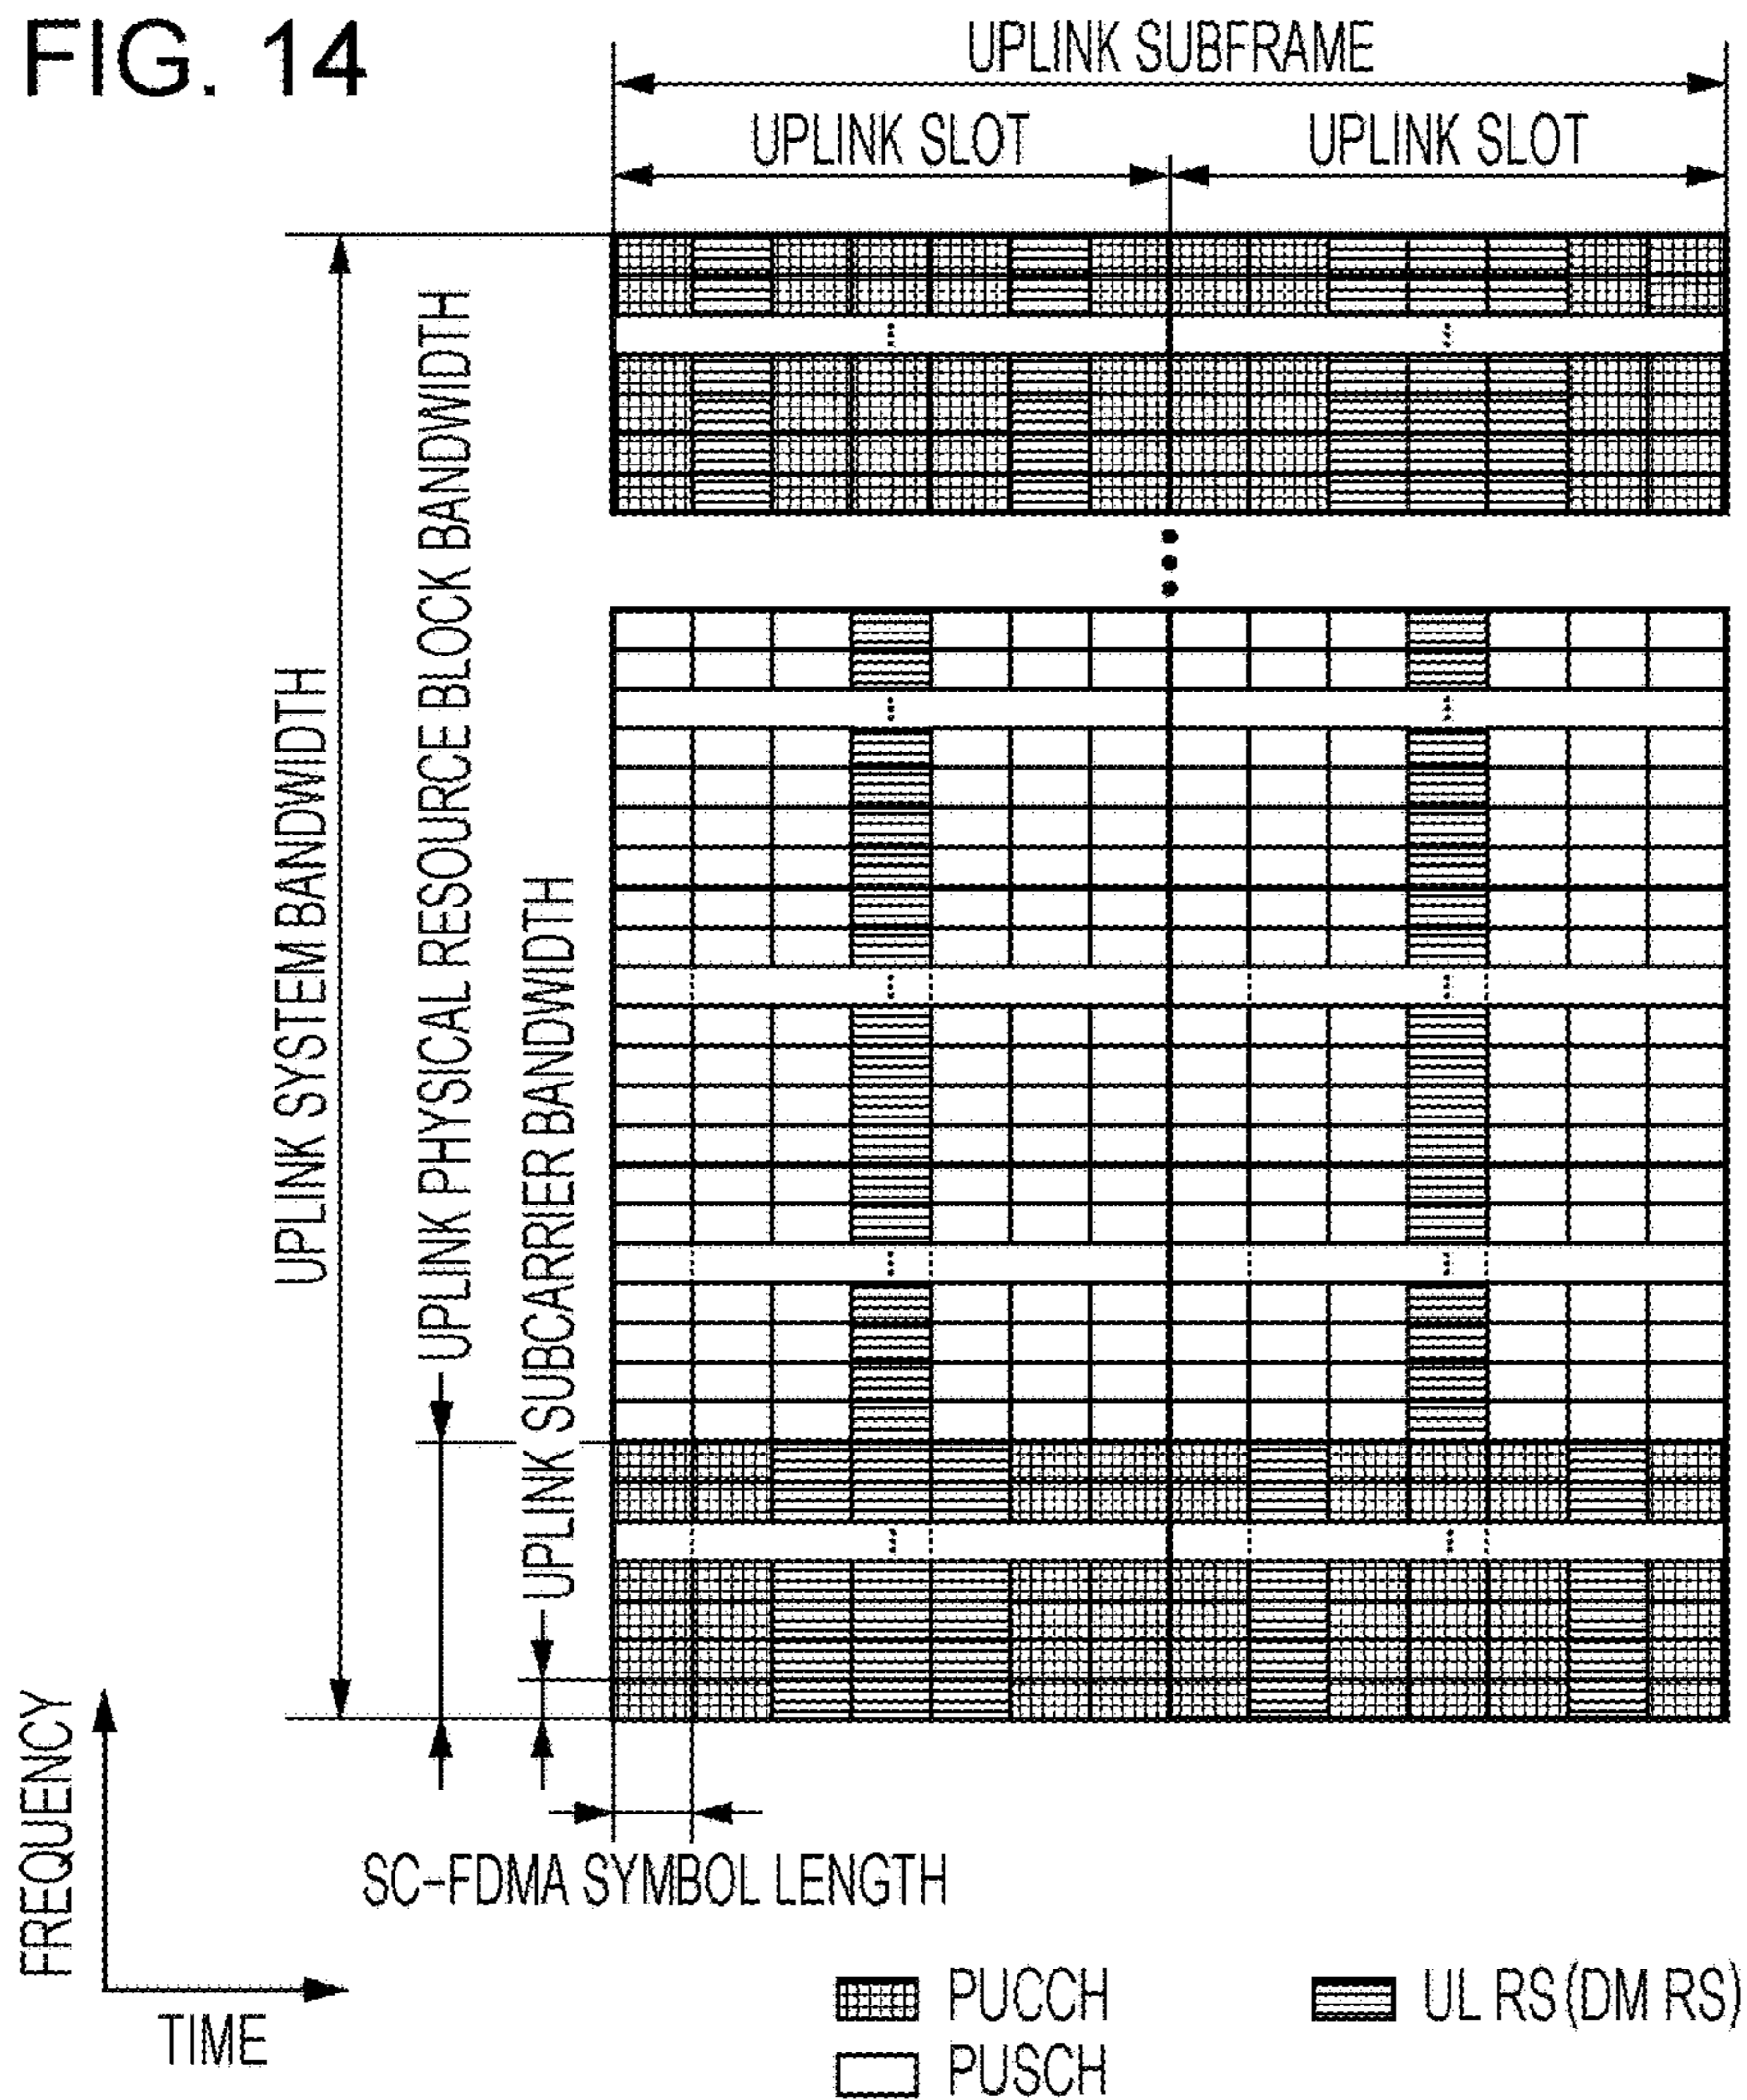 FIG. 14
UPLINK SUBFRAME
UPLINK SLOT
UPLINK SLOT
UPLINK SYSTEM BANDWIDTH
UPLINK PHYSICAL RESOURCE BLOCK BANDWIDTH
UPLINK SUBCARRIER BANDWIDTH
SC-FDMA SYMBOL LENGTH
FREQUENCY
TIME
PUCCH
UL RS (DM RS)
PUSCH